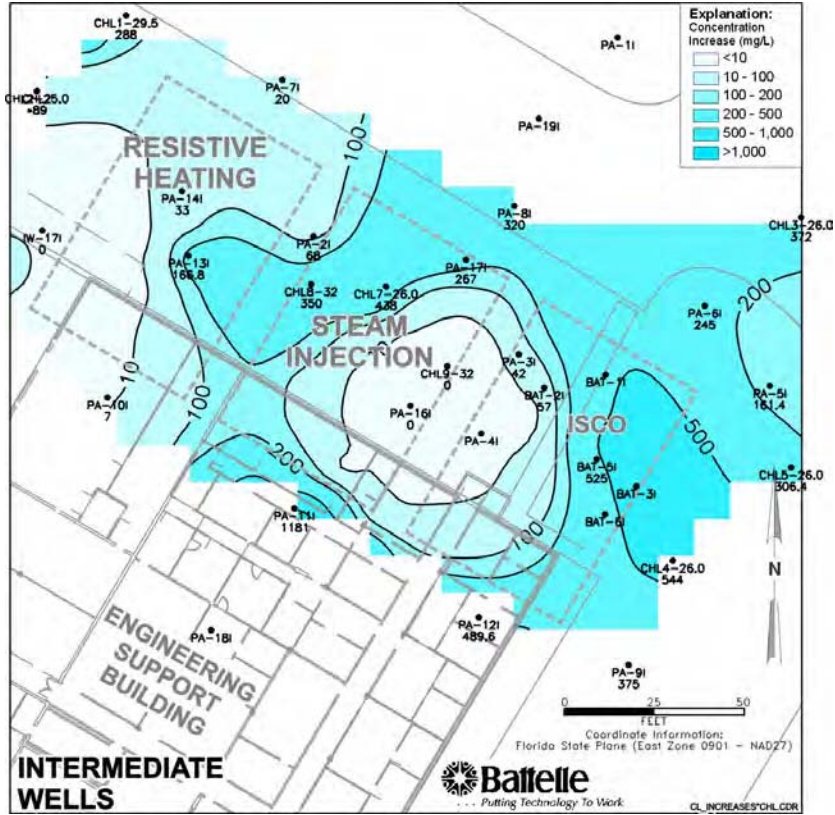 Explanation:
Concentration
Increase (mg/L)
<10
10 - 100
100 - 200
200 - 500
500 - 1,000
>1,000
CHL1-29.5
288
PA-1I
PA-7I
20
-89
PA-19I
100
RESISTIVE
HEATING
PA-14I
33
PA-8I
320
CHL3-26.0
372
IW-17I
0
PA-2I
68
PA-13I
166.8
PA-17I
267
CHL8-32
350
CHL7-26.0
438
200
PA-6I
245
STEAM
INJECTION
PA-3I
42
CHL9-32
0
BAT-1I
BAT-2I
57
PA-5I
161.4
10
PA-10I
7
100
PA-16I
0
ISCO
500
PA-4I
200
BAT-5I
525
CHL5-26.0
306.4
BAT-3I
PA-11I
1181
BAT-6I
100
CHL4-26.0
544
N
ENGINEERING
SUPPORT
BUILDING
PA-18I
PA-12I
489.6
PA-9I
375
0 25 50
FEET
Coordinate Information:
Florida State Plane (East Zone 0901 - NAD27)
INTERMEDIATE
WELLS
Battelle
... Putting Technology To Work
CL_INCREASES*CHL.CDR